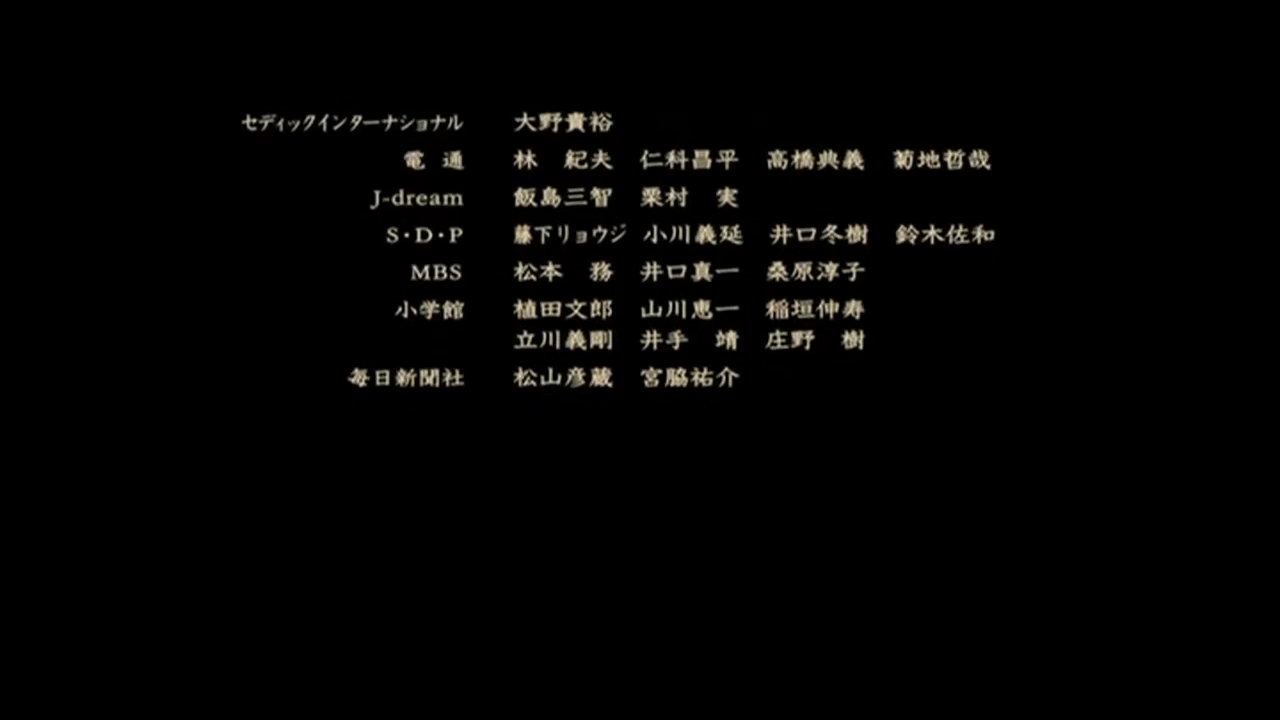 セディックインターナショナル 大野貴裕
電 通 林 紀夫 仁科昌平 高橋典義 菊地哲哉
J-dream 飯島三智 栗村 実
S・D・P 藤下リョウジ 小川義延 井口冬樹 鈴木佐和
MBS 松本 務 井口真一 桑原淳子
小学館 植田文郎 山川恵一 稲垣伸寿
立川義剛 井手 靖 庄野 樹
毎日新聞社 松山彦蔵 宮脇祐介